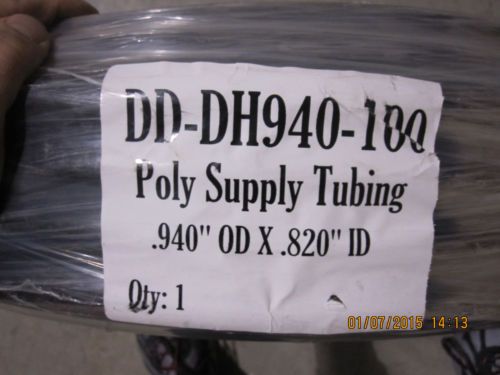 DD-DH940-100
Poly Supply Tubing
.940" OD X .820" ID
Qty: 1
01/07/2015 14:13